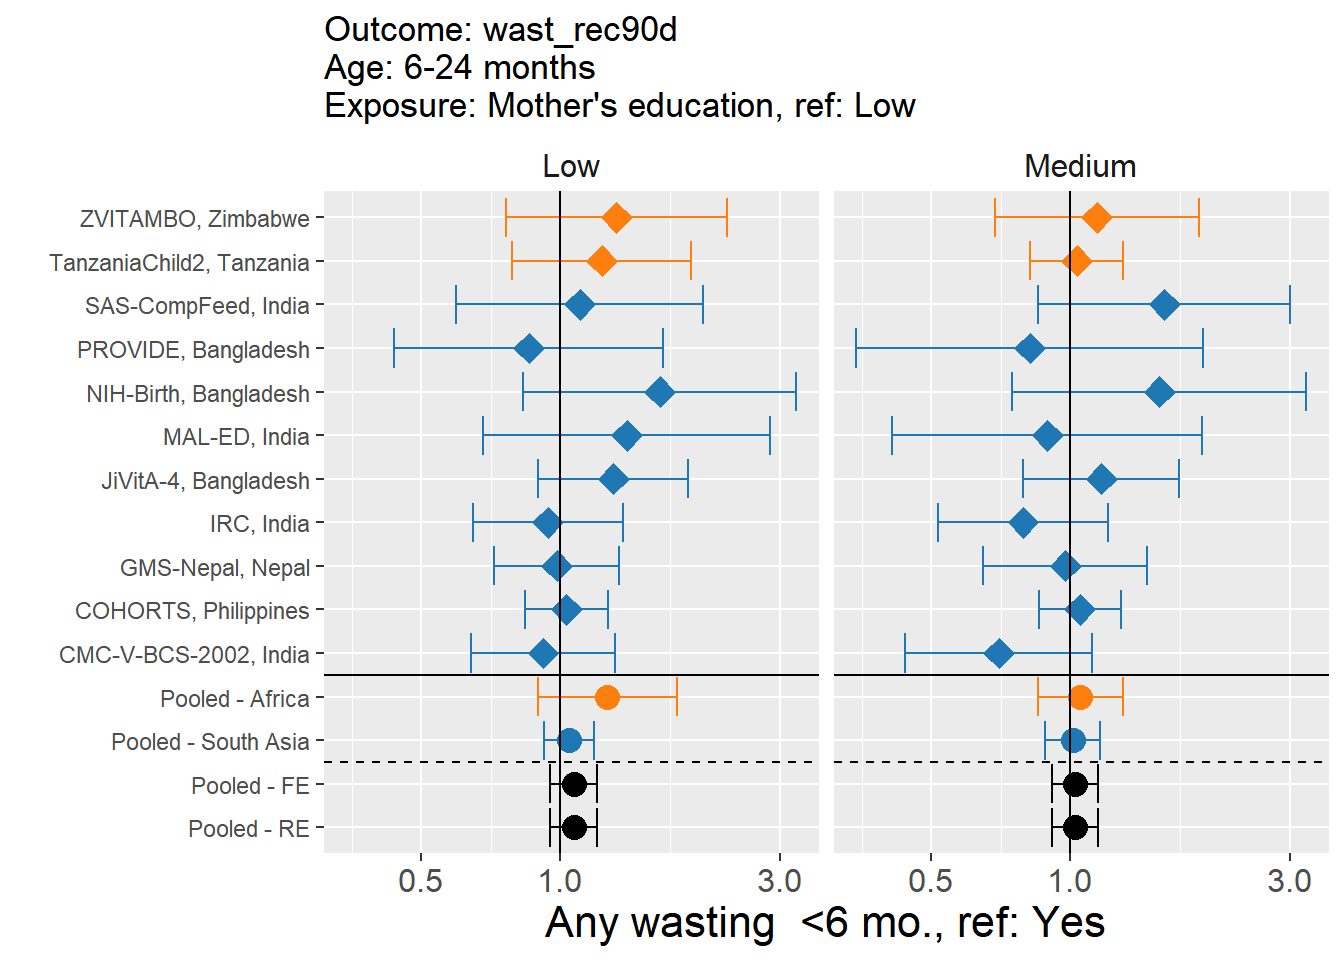 Outcome: wast_rec90d
Age: 6-24 months
Exposure: Mother's education, ref: Low
Low
Medium
ZVITAMBO, Zimbabwe
TanzaniaChild2, Tanzania
SAS-CompFeed, India
PROVIDE, Bangladesh
NIH-Birth, Bangladesh
MAL-ED, India
JiVitA-4, Bangladesh
IRC, India
GMS-Nepal, Nepal
COHORTS, Philippines
CMC-V-BCS-2002, India
Pooled - Africa
Pooled - South Asia
Pooled - FE
Pooled - RE
0.5 1.0 3.0
0.5 1.0 3.0
Any wasting  <6 mo., ref: Yes